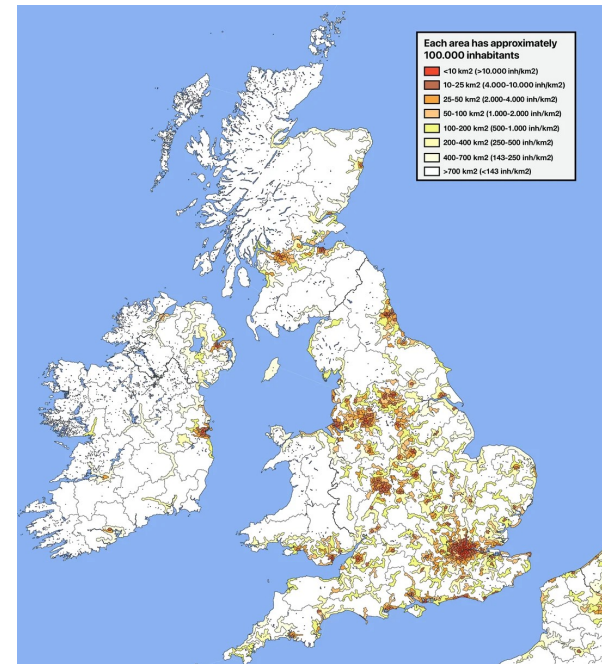 Each area has approximately
100.000 inhabitants
<10 km2 (>10.000 inh/km2)
10-25 km2 (4.000-10.000 inh/km2)
25-50 km2 (2.000-4.000 inh/km2)
50-100 km2 (1.000-2.000 inh/km2)
100-200 km2 (500-1.000 inh/km2)
200-400 km2 (250-500 inh/km2)
400-700 km2 (143-250 inh/km2)
>700 km2 (<143 inh/km2)